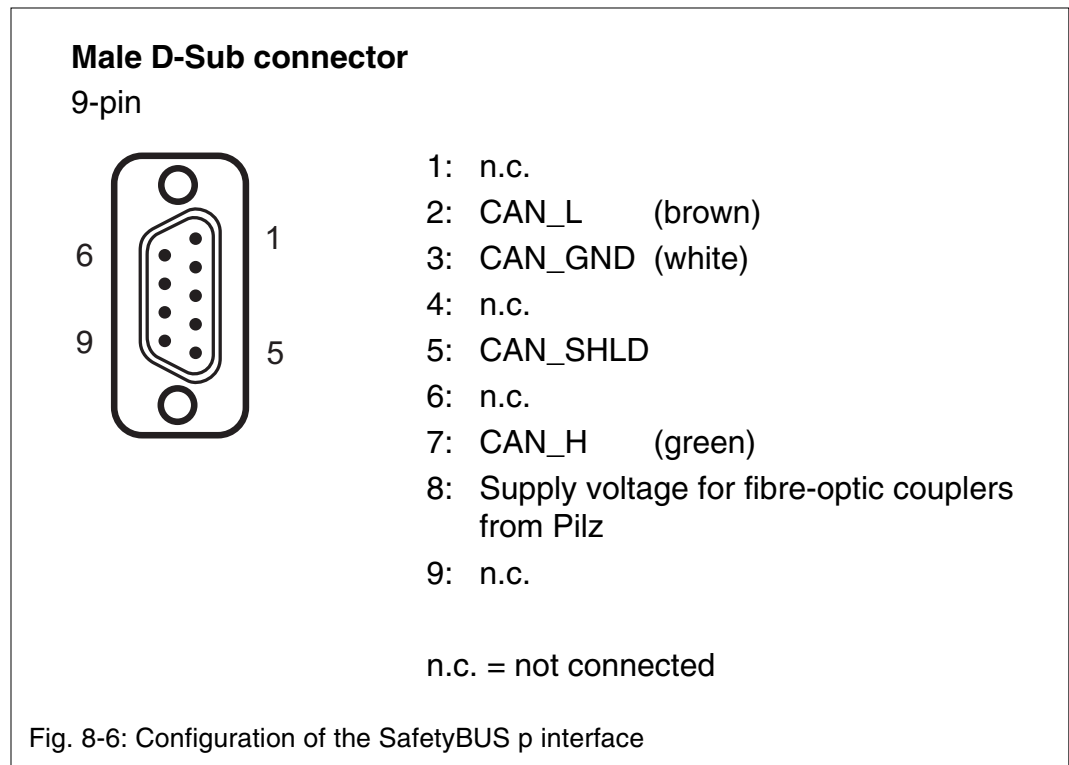 Male D-Sub connector
9-pin
6
1
9
5
1: n.c.
2: CAN_L (brown)
3: CAN_GND (white)
4: n.c.
5: CAN_SHLD
6: n.c.
7: CAN_H (green)
8: Supply voltage for fibre-optic couplers
from Pilz
9: n.c.
n.c. = not connected
Fig. 8-6: Configuration of the SafetyBUS p interface